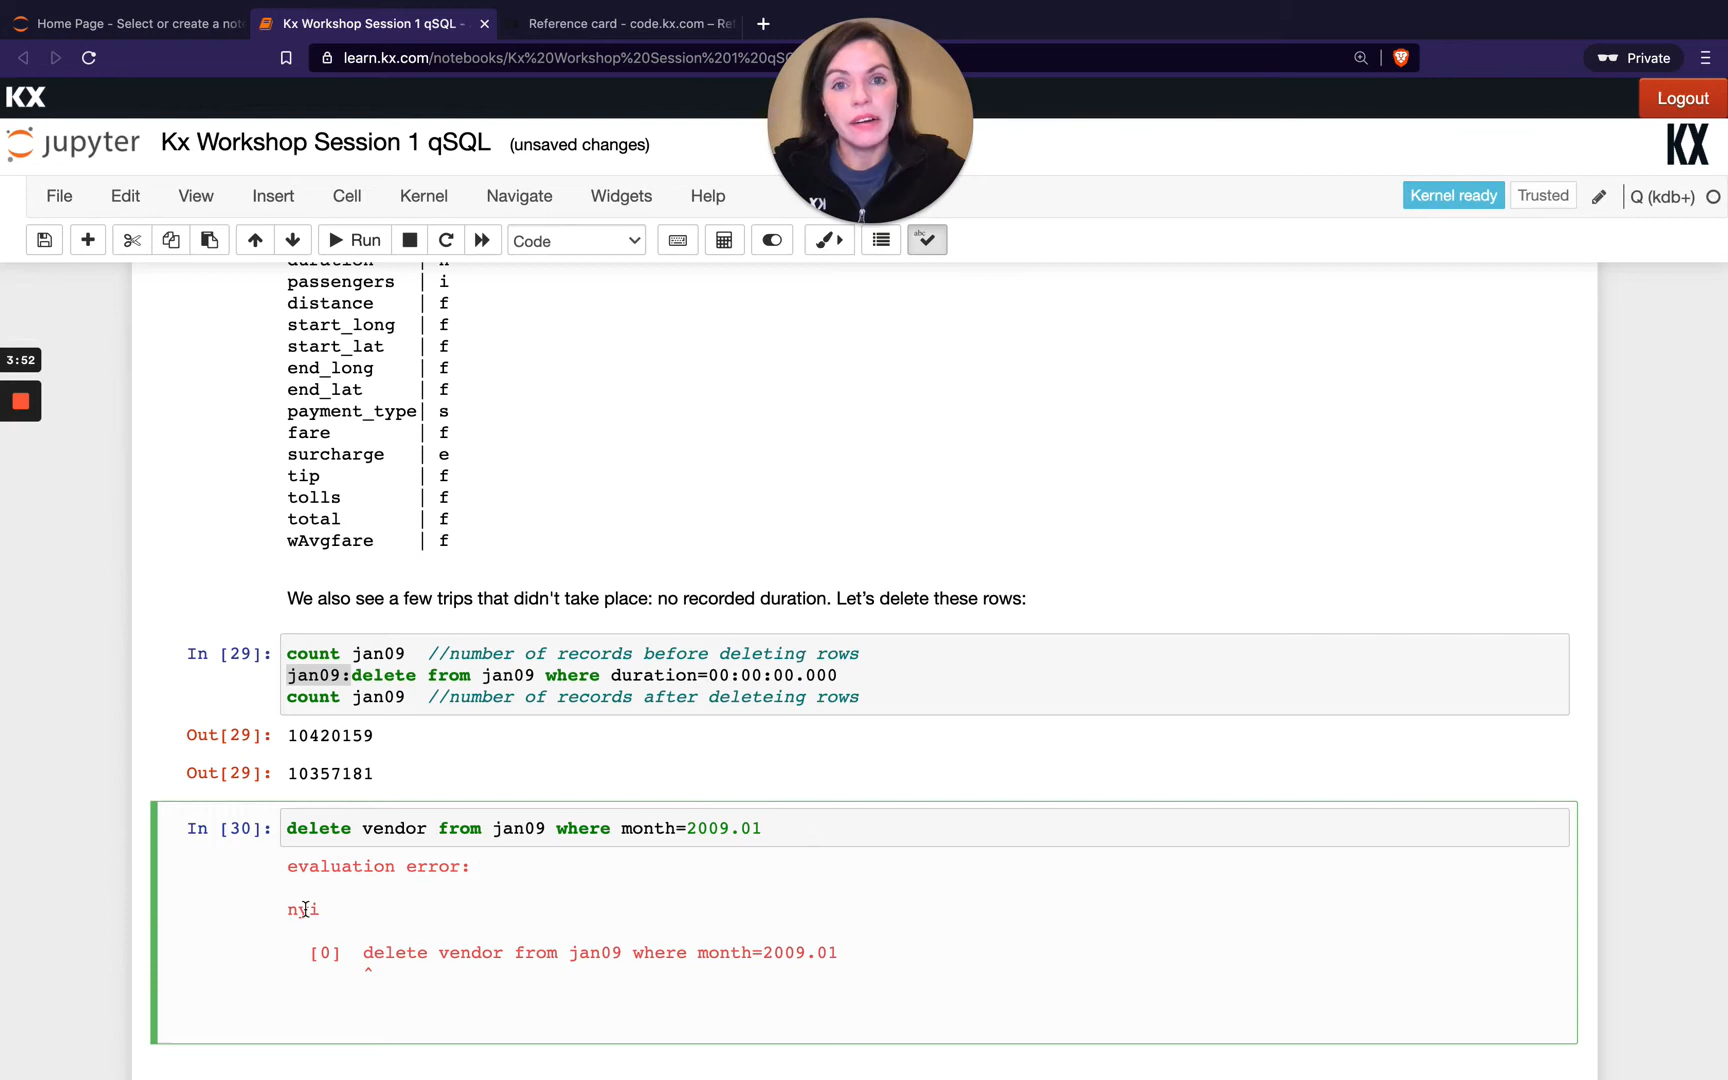 Home Page - Select or create a not
Kx Workshop Session 1 qSQL -
Reference card - code.kx.com – Ref
learn.kx.com/notebooks/Kx%20Workshop%20Session%201%20qS
Private
KX
Logout
jupyter
Kx Workshop Session 1 qSQL (unsaved changes)
KX
File Edit View Insert Cell Kernel Navigate Widgets Help
Kernel ready
Trusted
Q (kdb+)
Run
Code
abc
duration | n
passengers | i
distance | f
start_long | f
start_lat | f
3:52
end_long | f
end_lat | f
payment_type| s
fare | f
surcharge | e
tip | f
tolls | f
total | f
wAvgfare | f
We also see a few trips that didn't take place: no recorded duration. Let's delete these rows:
In [29]: count jan09 //number of records before deleting rows
jan09:delete from jan09 where duration=00:00:00.000
count jan09 //number of records after deleteing rows
Out[29]: 10420159
Out[29]: 10357181
In [30]: delete vendor from jan09 where month=2009.01
evaluation error:
nyi
[0] delete vendor from jan09 where month=2009.01
^